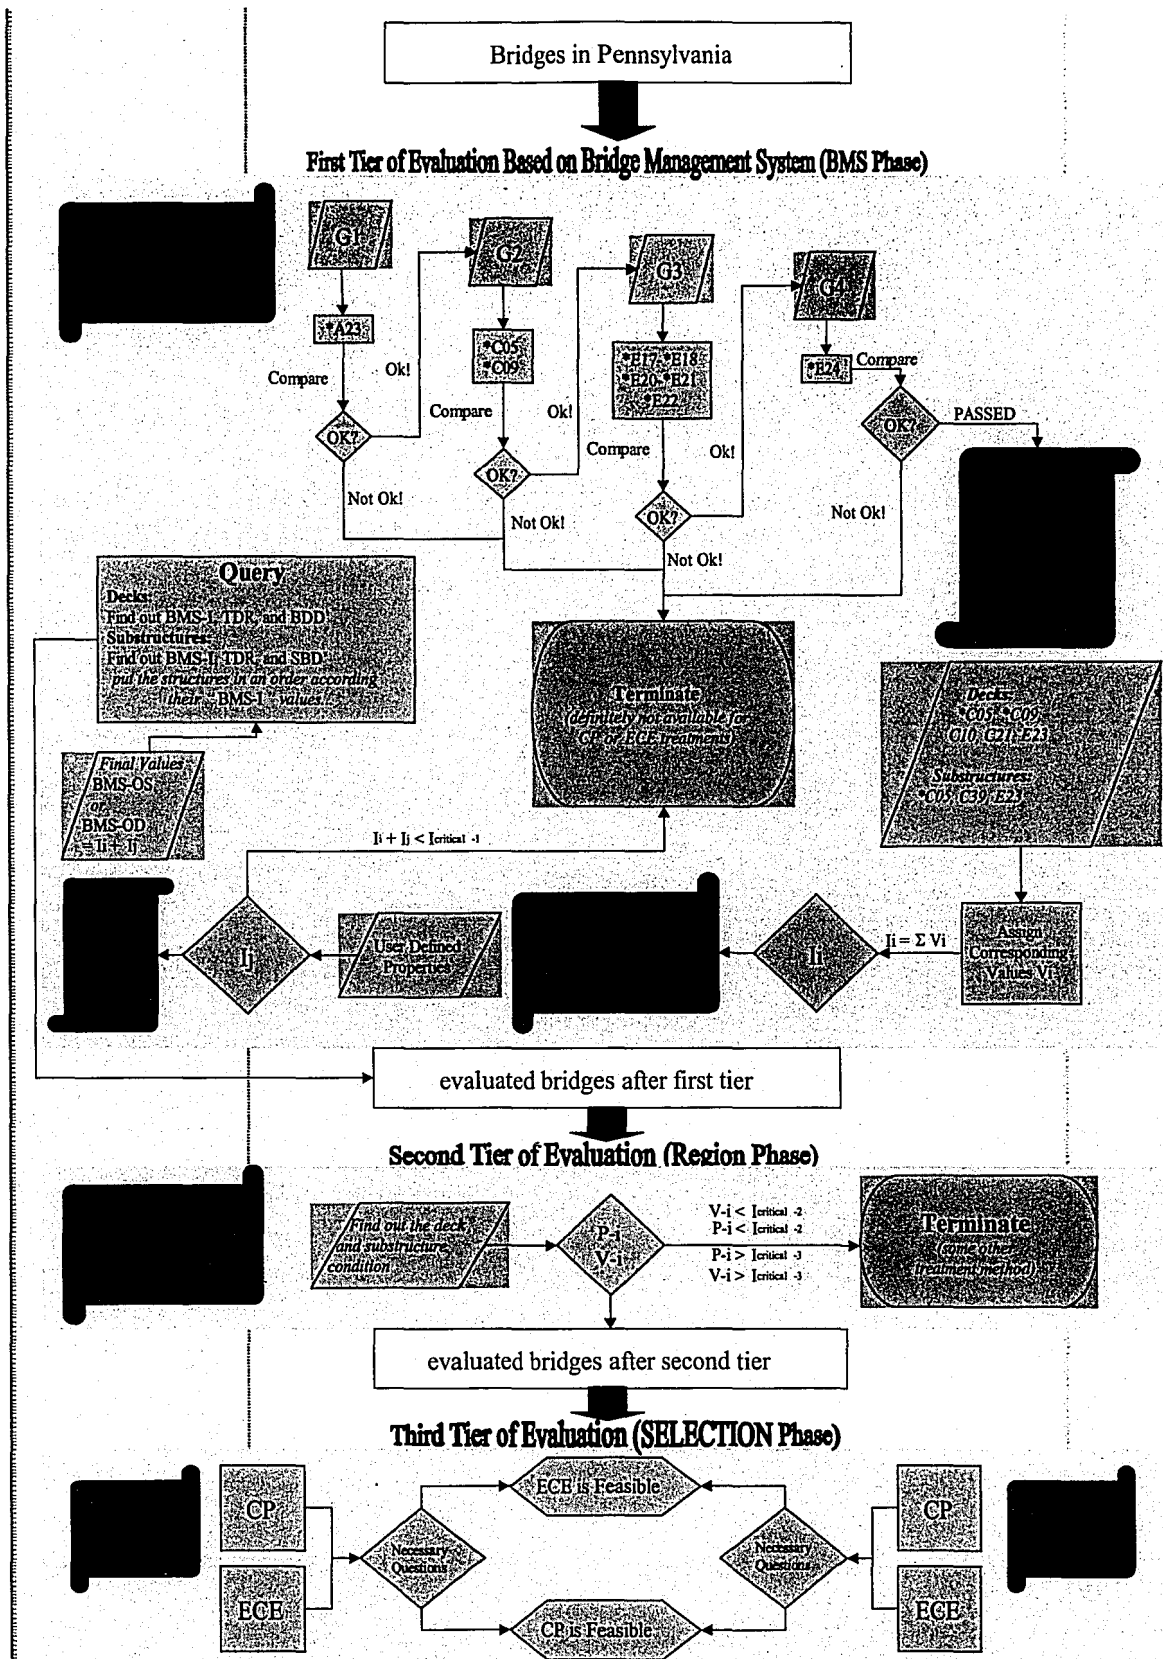 Bridges in Pennsylvania
First Tier of Evaluation Based on Bridge Management System (BMS Phase)
G1
G2
G3
G4
*A23
*C05
*C09
*E17-*E18
*E20-*E21
*E22
*E24
Compare
Ok!
Compare
Ok!
Compare
Ok!
Compare
OK?
OK?
OK?
OK?
PASSED
Not Ok!
Not Ok!
Not Ok!
Not Ok!
Query
Decks:
Find out BMS-I, TDR, and BDD
Substructures:
Find out BMS-I, TDR, and SBD,
put the structures in an order according
their BMS-I values.
Terminate
(definitely not available for
CP or ECE treatments)
Decks:
*C05, *C09,
C10, C21, E23
Substructures:
*C05, C39, E23
Final Values
BMS-OS
or
BMS-OD
= Ii + Ij
Ii + Ij < Icritical -1
Ij
User Defined
Properties
Ii
Ii = Σ Vi
Assign
Corresponding
Values Vi
evaluated bridges after first tier
Second Tier of Evaluation (Region Phase)
Find out the deck
and substructure
condition
P-i
V-i
V-i < Icritical -2
P-i < Icritical -2
P-i > Icritical -3
V-i > Icritical -3
Terminate
(some other
treatment method)
evaluated bridges after second tier
Third Tier of Evaluation (SELECTION Phase)
CP
ECE
Necessary
Questions
ECE is Feasible
CP is Feasible
Necessary
Questions
CP
ECE